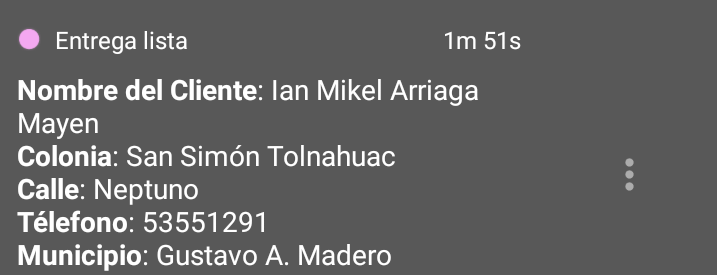 Entrega lista 1m 51s
Nombre del Cliente: Ian Mikel Arriaga
Mayen
Colonia: San Simón Tolnahuac
Calle: Neptuno
Télefono: 53551291
Municipio: Gustavo A. Madero